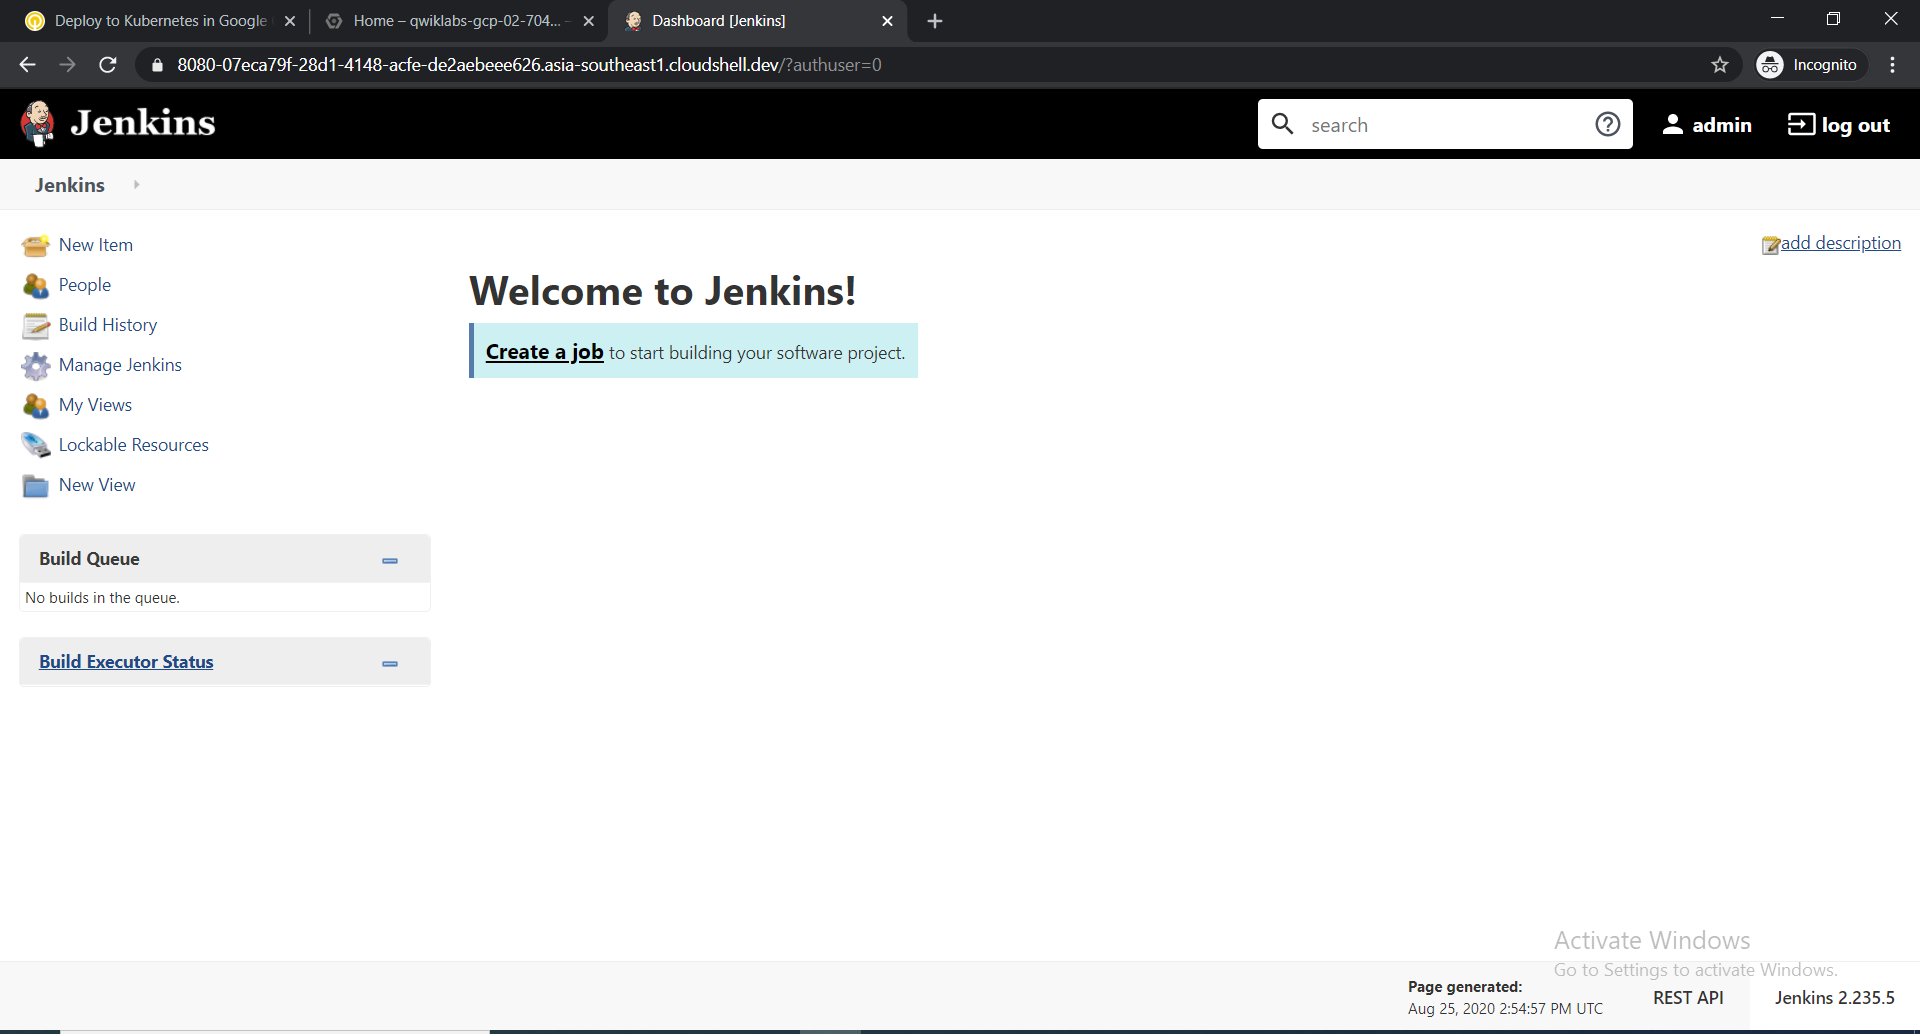 Deploy to Kubernetes in Google
Home – qwiklabs-gcp-02-704...
Dashboard [Jenkins]
8080-07eca79f-28d1-4148-acfe-de2aebeee626.asia-southeast1.cloudshell.dev/?authuser=0
Incognito
Jenkins
search
admin
log out
Jenkins
New Item
People
Build History
Manage Jenkins
My Views
Lockable Resources
New View
add description
Welcome to Jenkins!
Create a job to start building your software project.
Build Queue
No builds in the queue.
Build Executor Status
Activate Windows
Go to Settings to activate Windows.
Page generated:
Aug 25, 2020 2:54:57 PM UTC
REST API
Jenkins 2.235.5